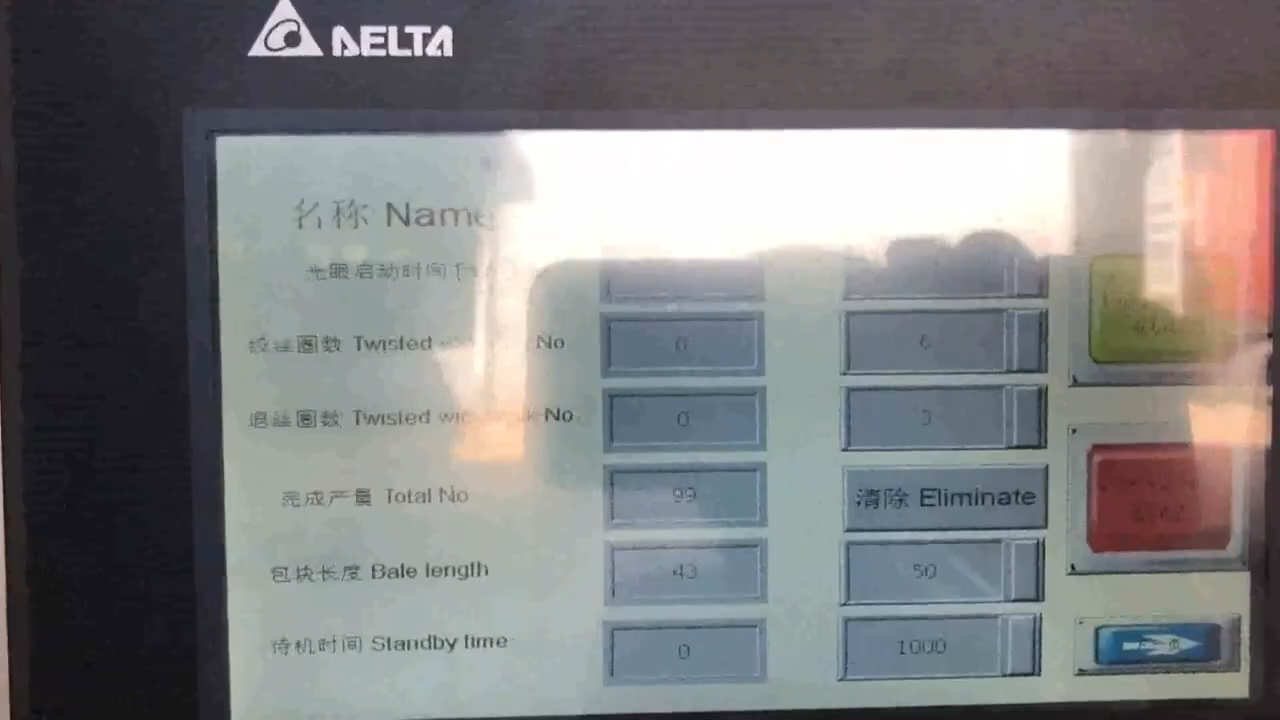 DELTA
名称 Name
光眼启动时间
绞丝圈数 Twisted No 0 6
退丝圈数 Twisted No 0 3
完成产量 Total No 99 清除 Eliminate
包块长度 Bale length 43 50
待机时间 Standby time 0 1000